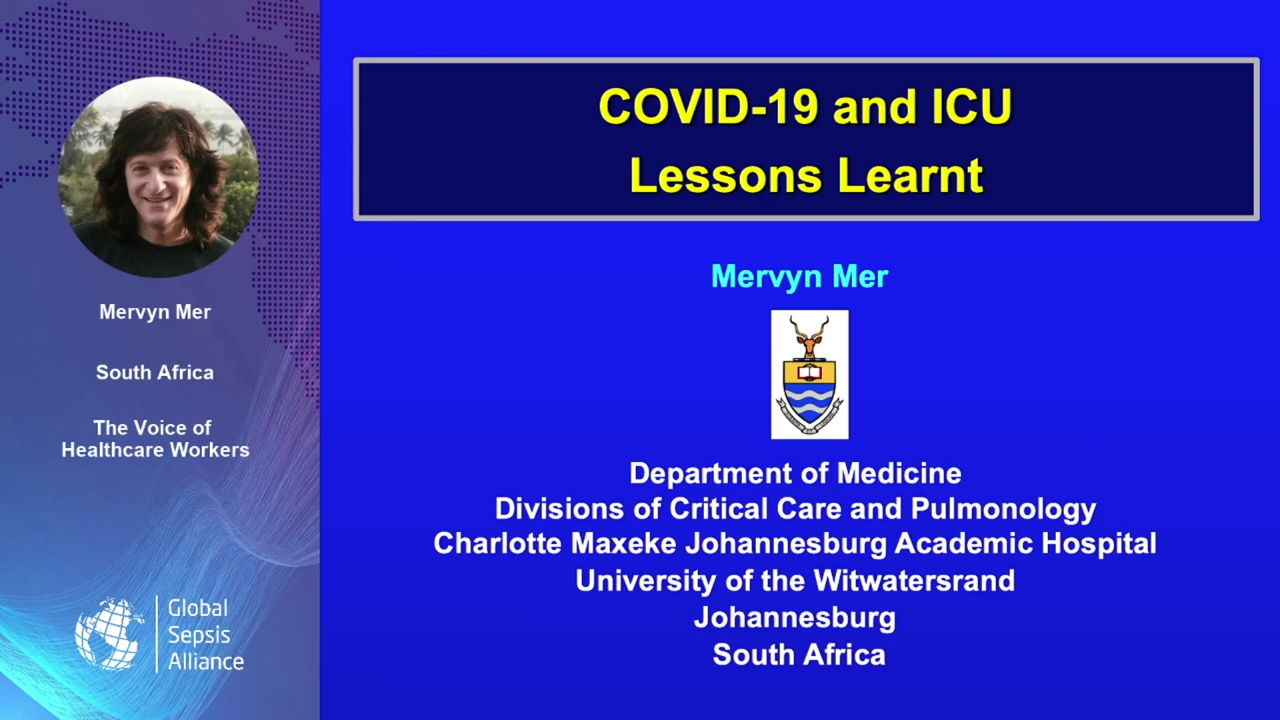 Mervyn Mer
South Africa
The Voice of
Healthcare Workers
Global
Sepsis
Alliance
COVID-19 and ICU
Lessons Learnt
Mervyn Mer
Department of Medicine
Divisions of Critical Care and Pulmonology
Charlotte Maxeke Johannesburg Academic Hospital
University of the Witwatersrand
Johannesburg
South Africa